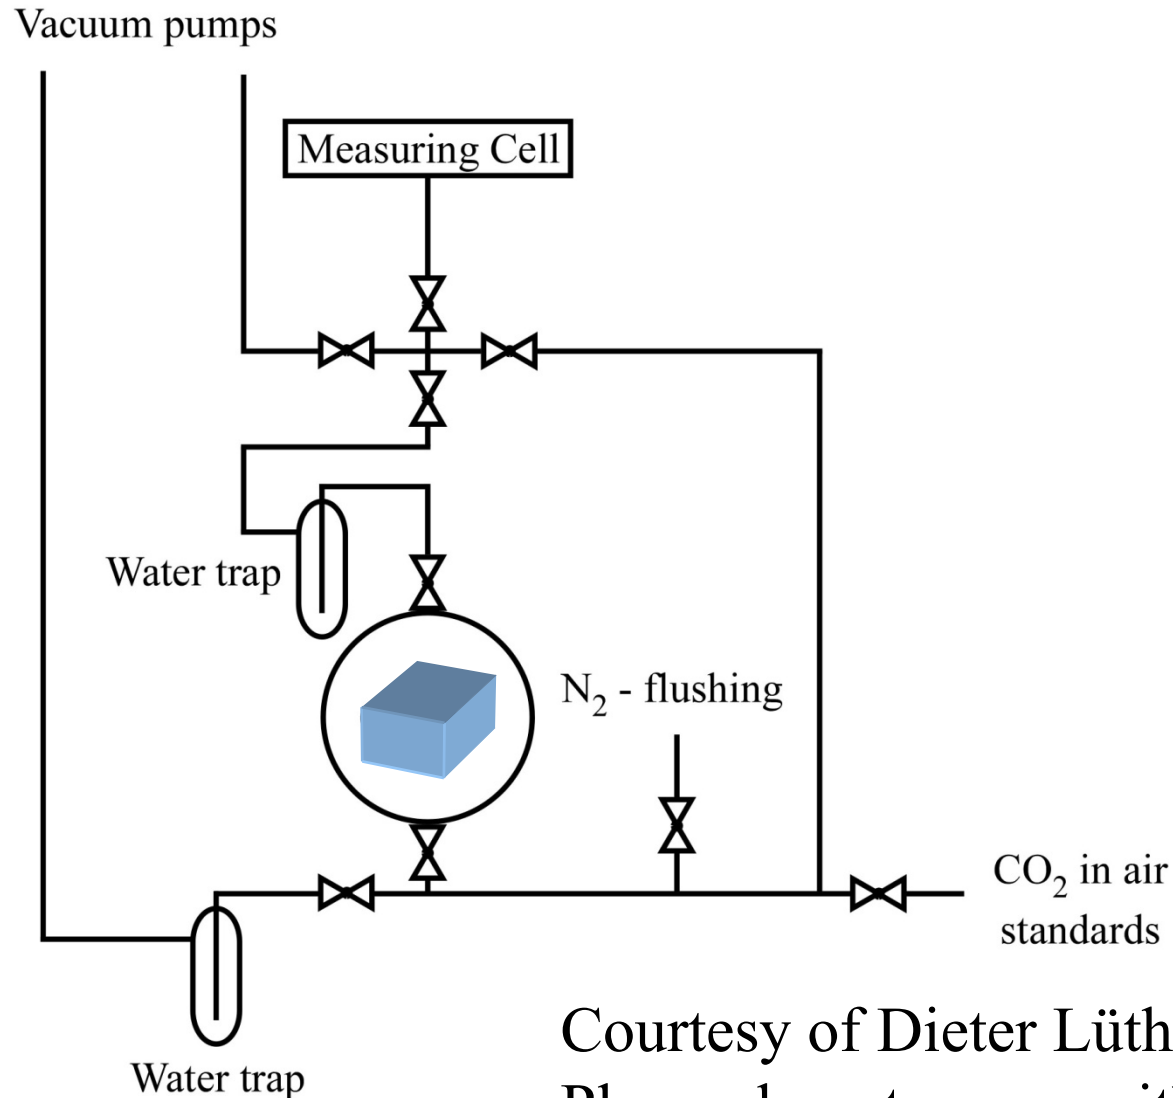 Vacuum pumps
Measuring Cell
Water trap
N₂ - flushing
CO₂ in air
standards
Water trap
Courtesy of Dieter Lüth